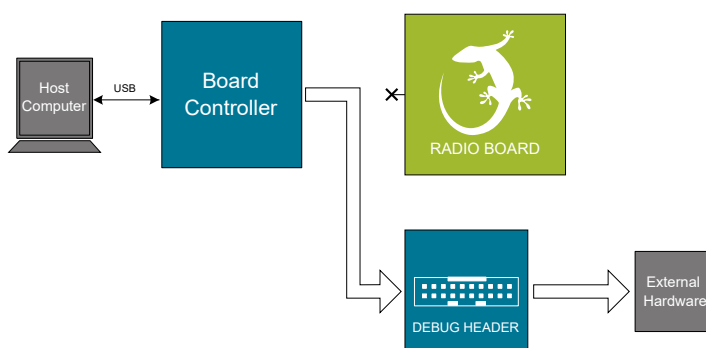 Host
Computer
USB
Board
Controller
RADIO BOARD
DEBUG HEADER
External
Hardware